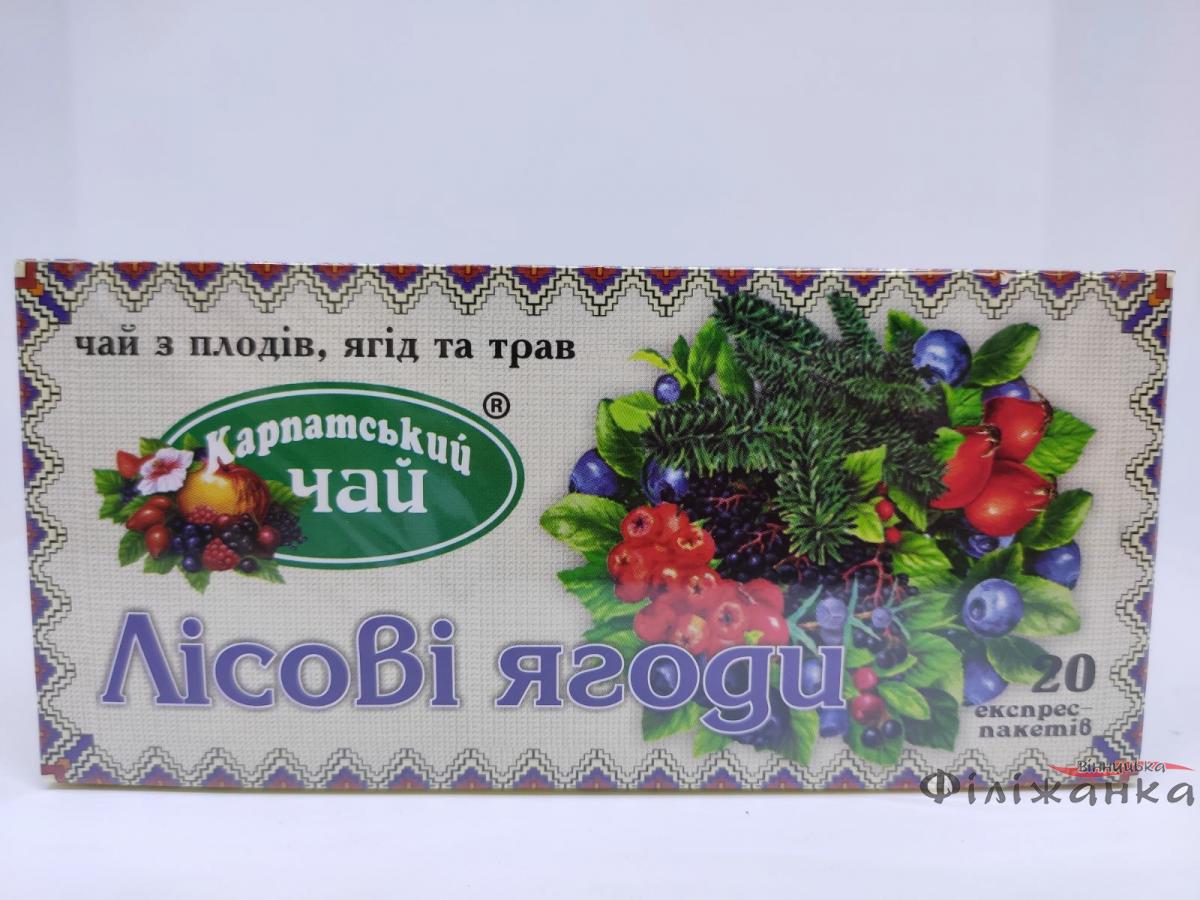 чай з плодів, ягід та трав
®
Карпатський
чай
Лісові ягоди
20
експрес-
пакетів
Вінницька
Філіжанка